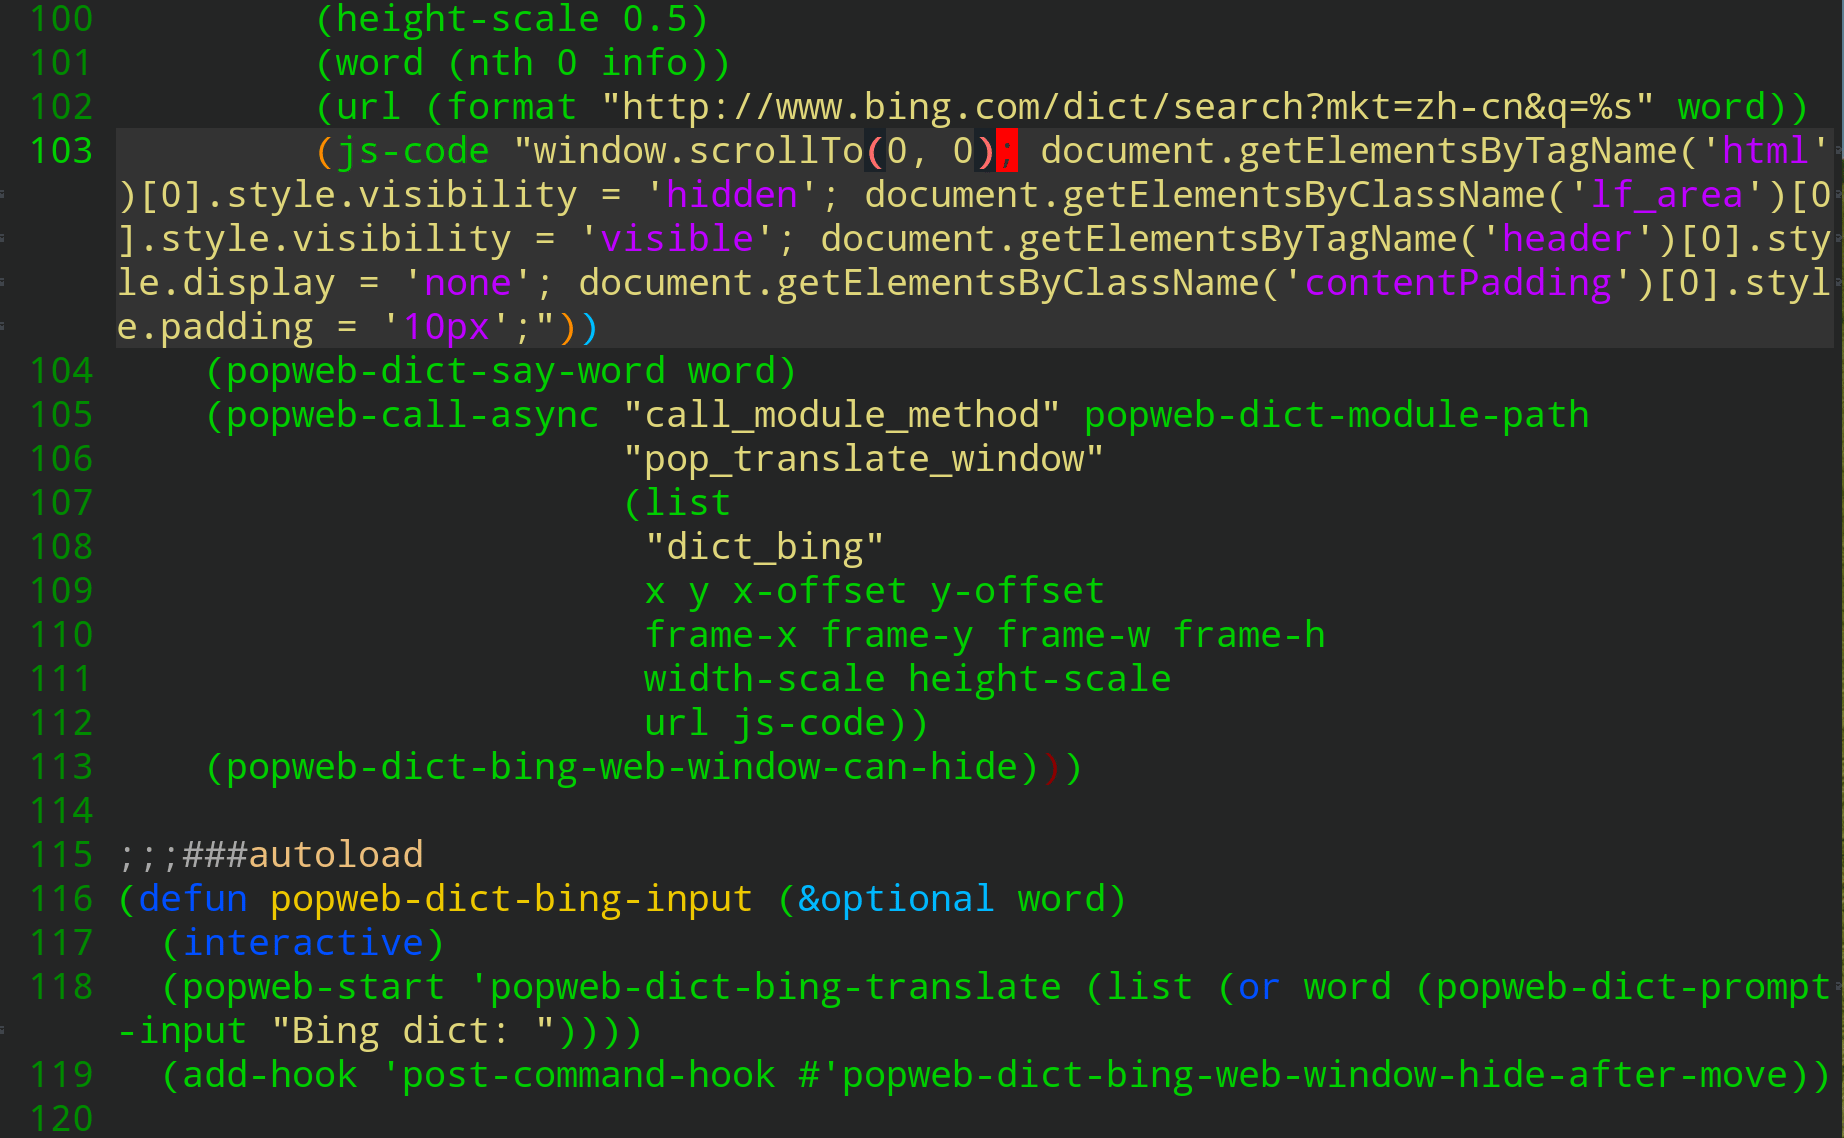 100          (height-scale 0.5)
101          (word (nth 0 info))
102          (url (format "http://www.bing.com/dict/search?mkt=zh-cn&q=%s" word))
103          (js-code "window.scrollTo(0, 0); document.getElementsByTagName('html'
)[0].style.visibility = 'hidden'; document.getElementsByClassName('lf_area')[0
].style.visibility = 'visible'; document.getElementsByTagName('header')[0].sty
le.display = 'none'; document.getElementsByClassName('contentPadding')[0].styl
e.padding = '10px';"))
104     (popweb-dict-say-word word)
105     (popweb-call-async "call_module_method" popweb-dict-module-path
106                        "pop_translate_window"
107                        (list
108                         "dict_bing"
109                         x y x-offset y-offset
110                         frame-x frame-y frame-w frame-h
111                         width-scale height-scale
112                         url js-code))
113     (popweb-dict-bing-web-window-can-hide)))
114
115 ;;;###autoload
116 (defun popweb-dict-bing-input (&optional word)
117   (interactive)
118   (popweb-start 'popweb-dict-bing-translate (list (or word (popweb-dict-prompt
-input "Bing dict: "))))
119   (add-hook 'post-command-hook #'popweb-dict-bing-web-window-hide-after-move))
120